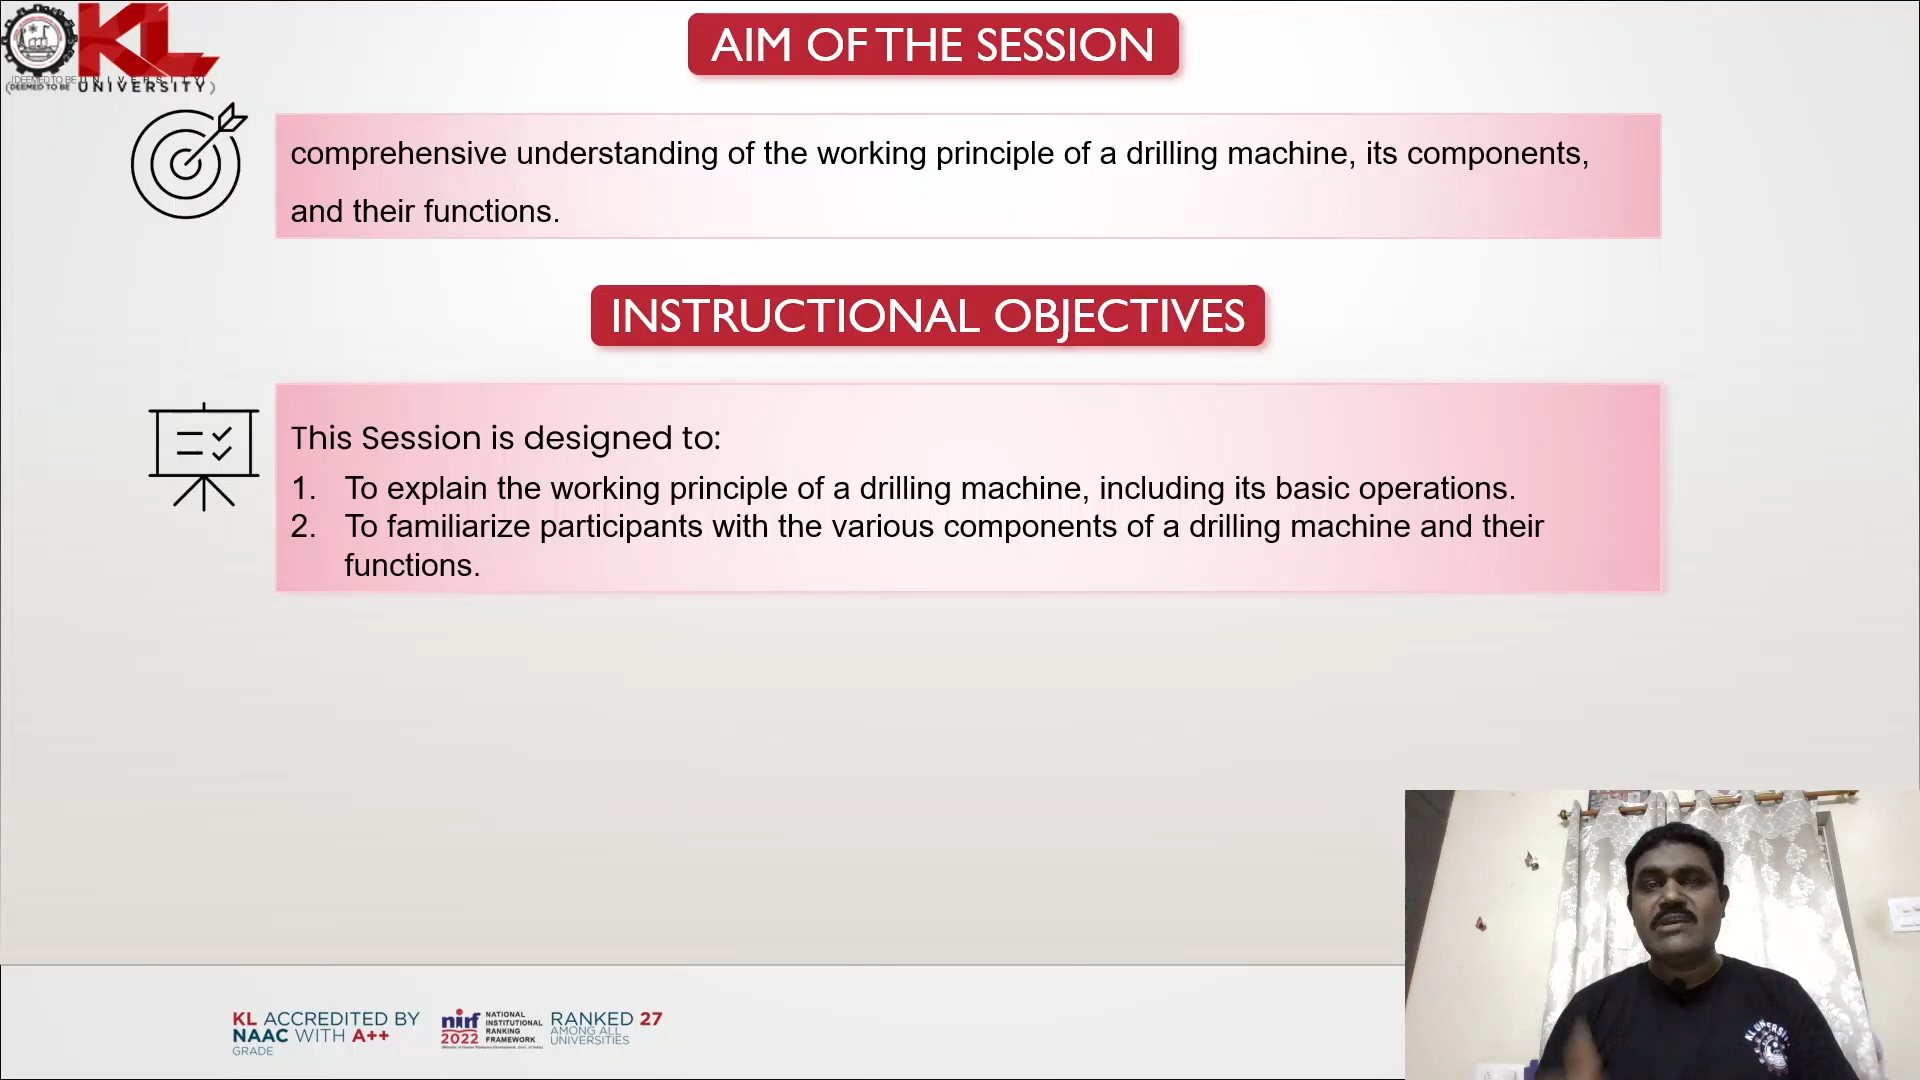 KL
(DEEMED TO BE UNIVERSITY)
AIM OF THE SESSION
comprehensive understanding of the working principle of a drilling machine, its components,
and their functions.
INSTRUCTIONAL OBJECTIVES
This Session is designed to:
1. To explain the working principle of a drilling machine, including its basic operations.
2. To familiarize participants with the various components of a drilling machine and their
functions.
KL ACCREDITED BY
NAAC WITH A++
GRADE
nirf
2022
NATIONAL
INSTITUTIONAL
RANKING
FRAMEWORK
RANKED 27
AMONG ALL
UNIVERSITIES